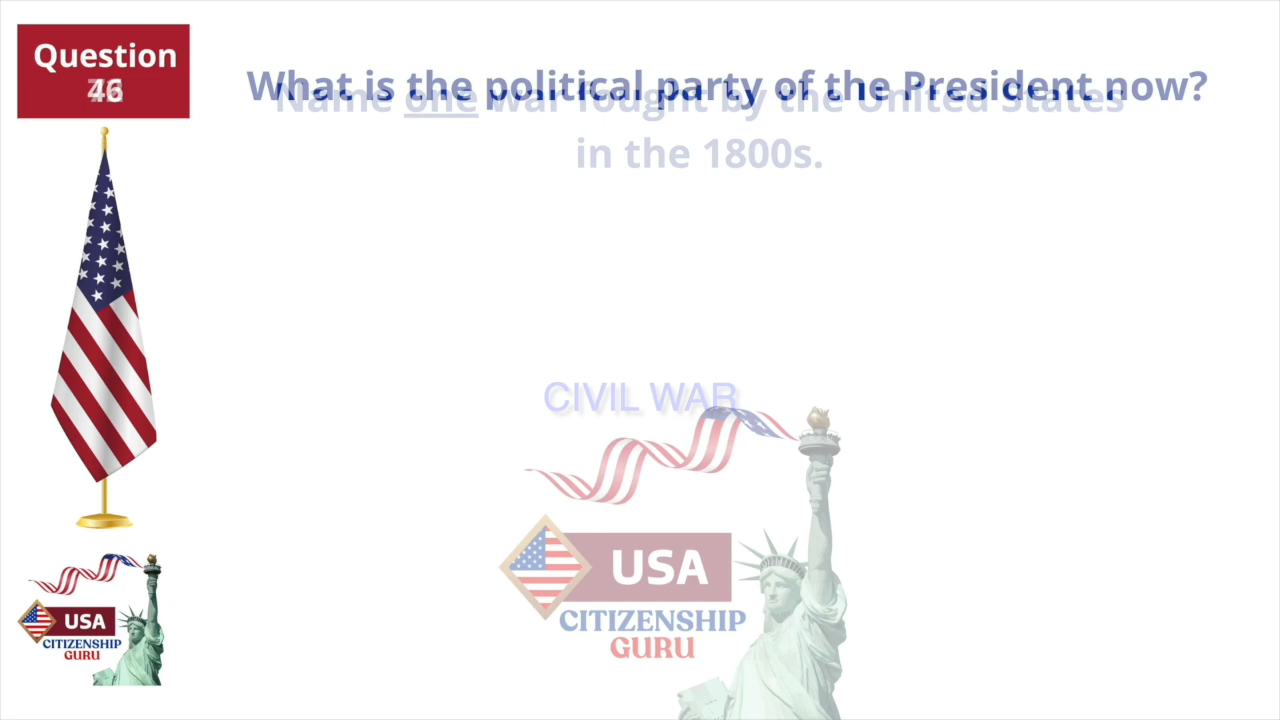 Question
46
What is the political party of the President now?
Name one war fought by the United States
in the 1800s.
CIVIL WAR
USA
CITIZENSHIP
GURU
USA
CITIZENSHIP
GURU